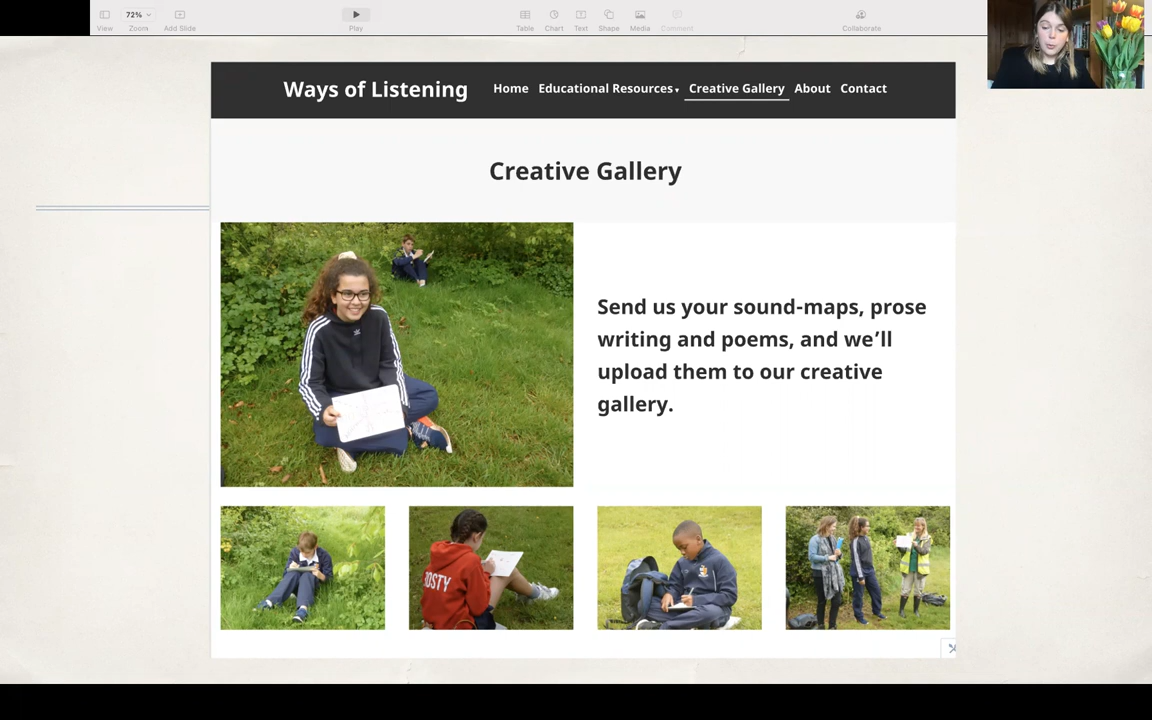 72%
View
Zoom
Add Slide
Play
Table
Chart
Text
Shape
Media
Comment
Collaborate
Ways of Listening
Home
Educational Resources
Creative Gallery
About
Contact
Creative Gallery
Send us your sound-maps, prose
writing and poems, and we’ll
upload them to our creative
gallery.
OSTY